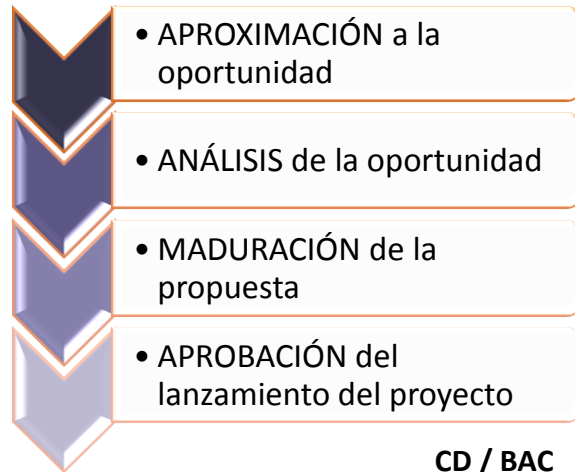 • APROXIMACIÓN a la
oportunidad
• ANÁLISIS de la oportunidad
• MADURACIÓN de la
propuesta
• APROBACIÓN del
lanzamiento del proyecto
CD / BAC